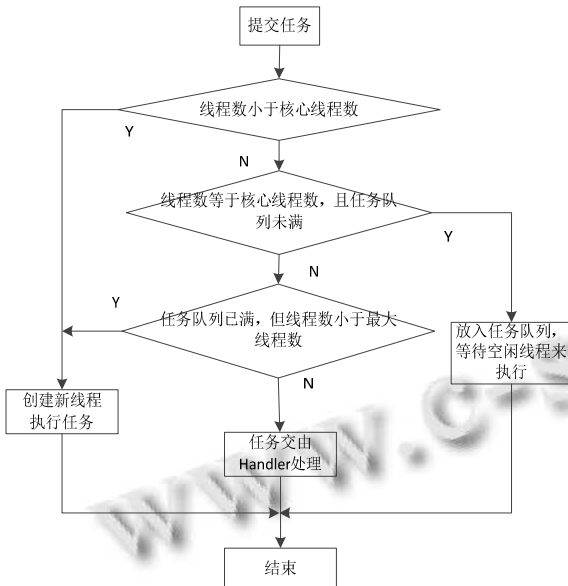 提交任务
线程数小于核心线程数
Y
N
线程数等于核心线程数，且任务队
列未满
Y
N
Y
任务队列已满，但线程数小于最大
线程数
放入任务队列，
等待空闲线程来
执行
N
创建新线程
执行任务
任务交由
Handler处理
结束
www.c-s